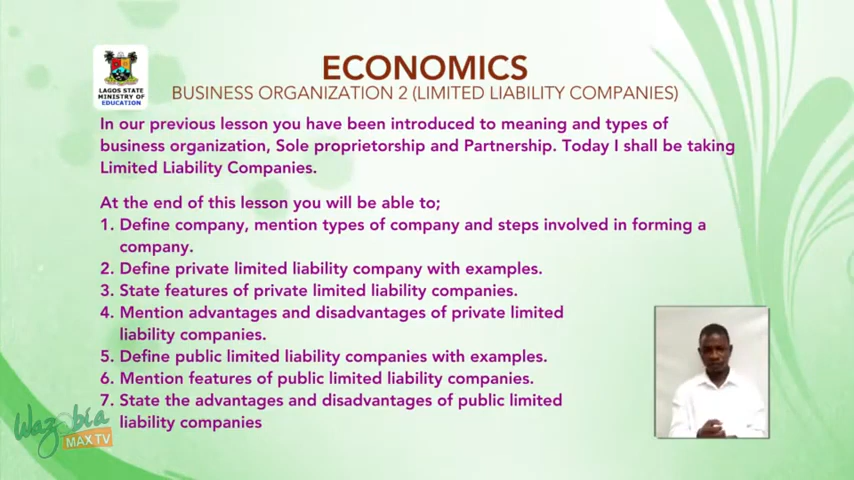 LAGOS STATE
MINISTRY OF
EDUCATION
ECONOMICS
BUSINESS ORGANIZATION 2 (LIMITED LIABILITY COMPANIES)
In our previous lesson you have been introduced to meaning and types of
business organization, Sole proprietorship and Partnership. Today I shall be taking
Limited Liability Companies.
At the end of this lesson you will be able to;
1. Define company, mention types of company and steps involved in forming a
company.
2. Define private limited liability company with examples.
3. State features of private limited liability companies.
4. Mention advantages and disadvantages of private limited
liability companies.
5. Define public limited liability companies with examples.
6. Mention features of public limited liability companies.
7. State the advantages and disadvantages of public limited
liability companies
Wazobia
MAX TV